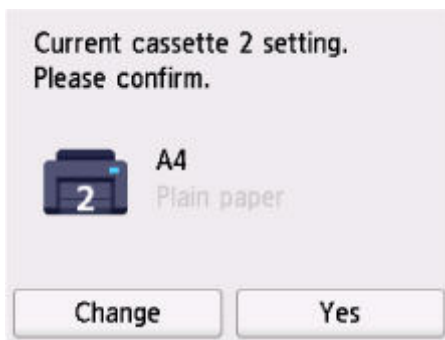 Current cassette 2 setting.
Please confirm.
A4
2
Plain paper
Change
Yes